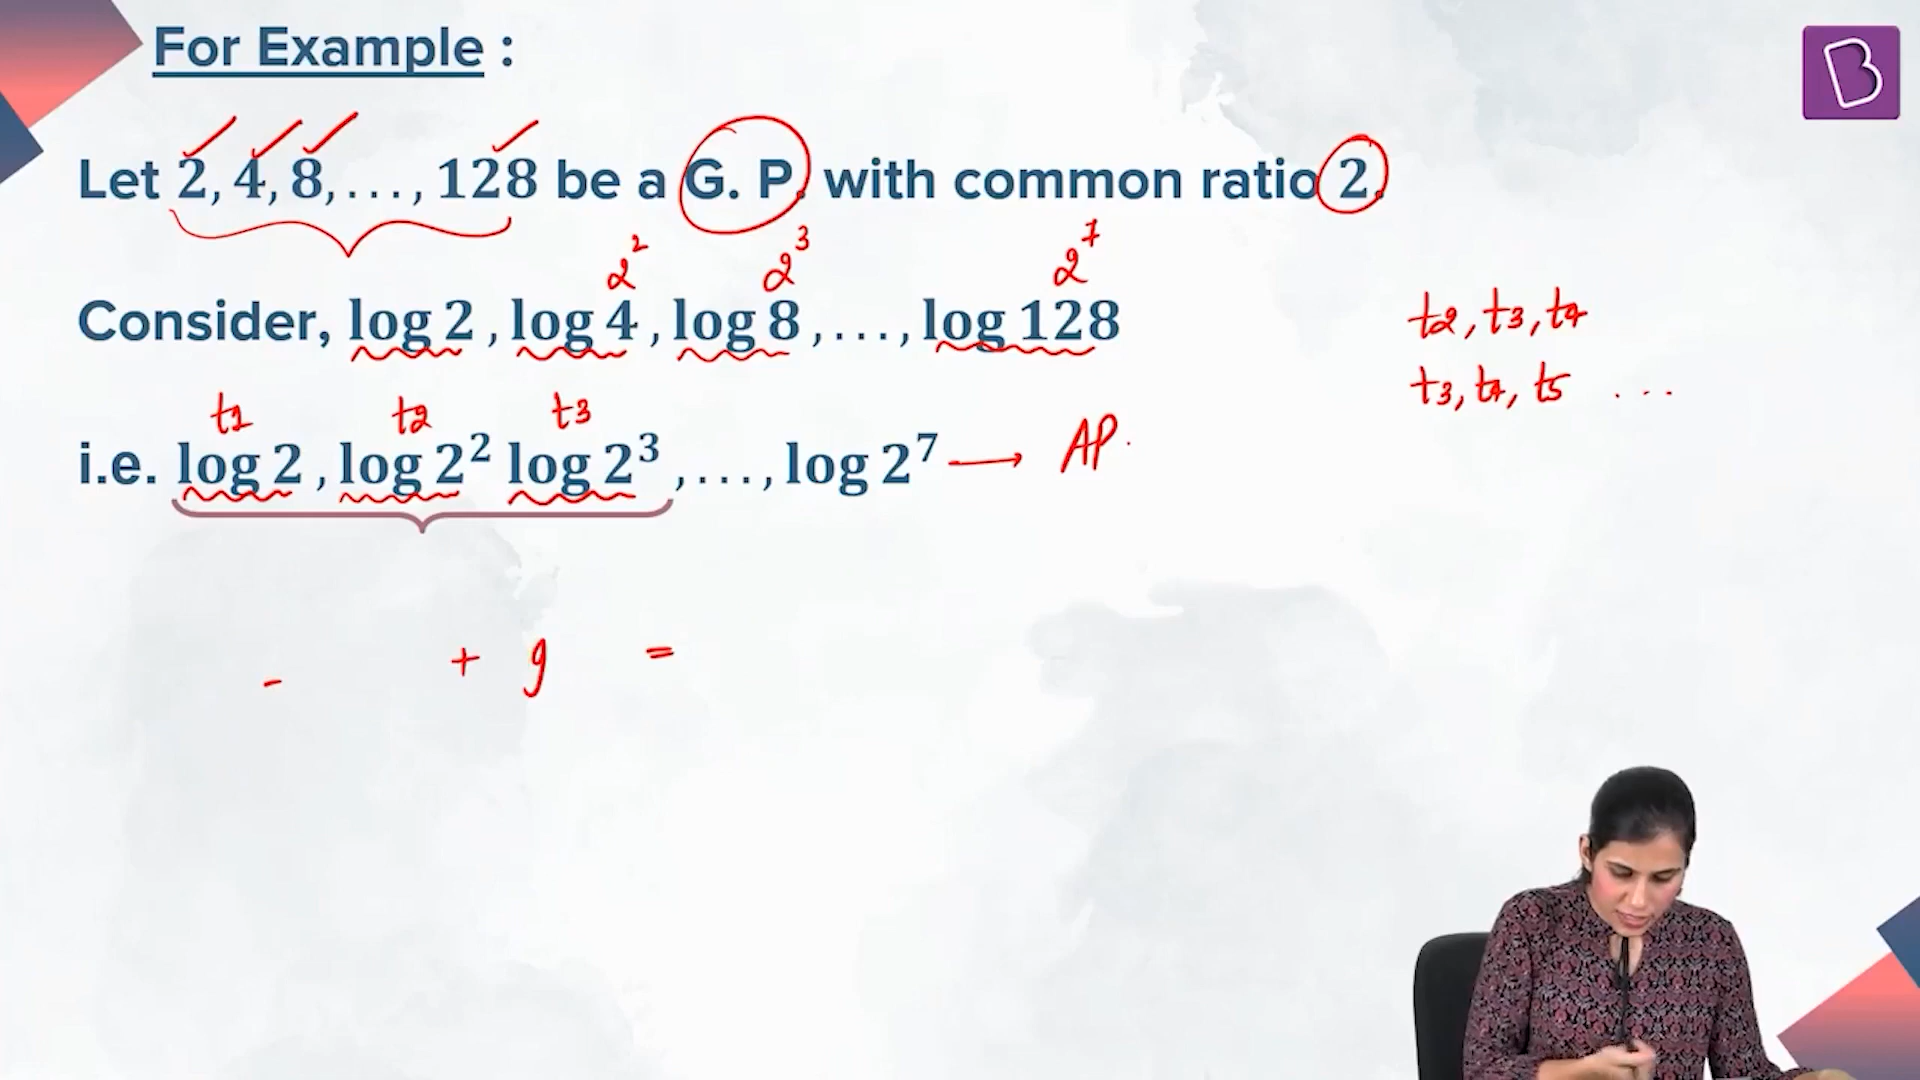 For Example :
Let 2, 4, 8, . . . , 128 be a G. P. with common ratio 2.
2² 2³ 2⁷
Consider, log 2 , log 4 , log 8 , . . . , log 128
t2, t3, t4
t3, t4, t5 ...
t1 t2 t3
i.e. log 2 , log 2² log 2³ , . . . , log 2⁷ → AP.
- + g =